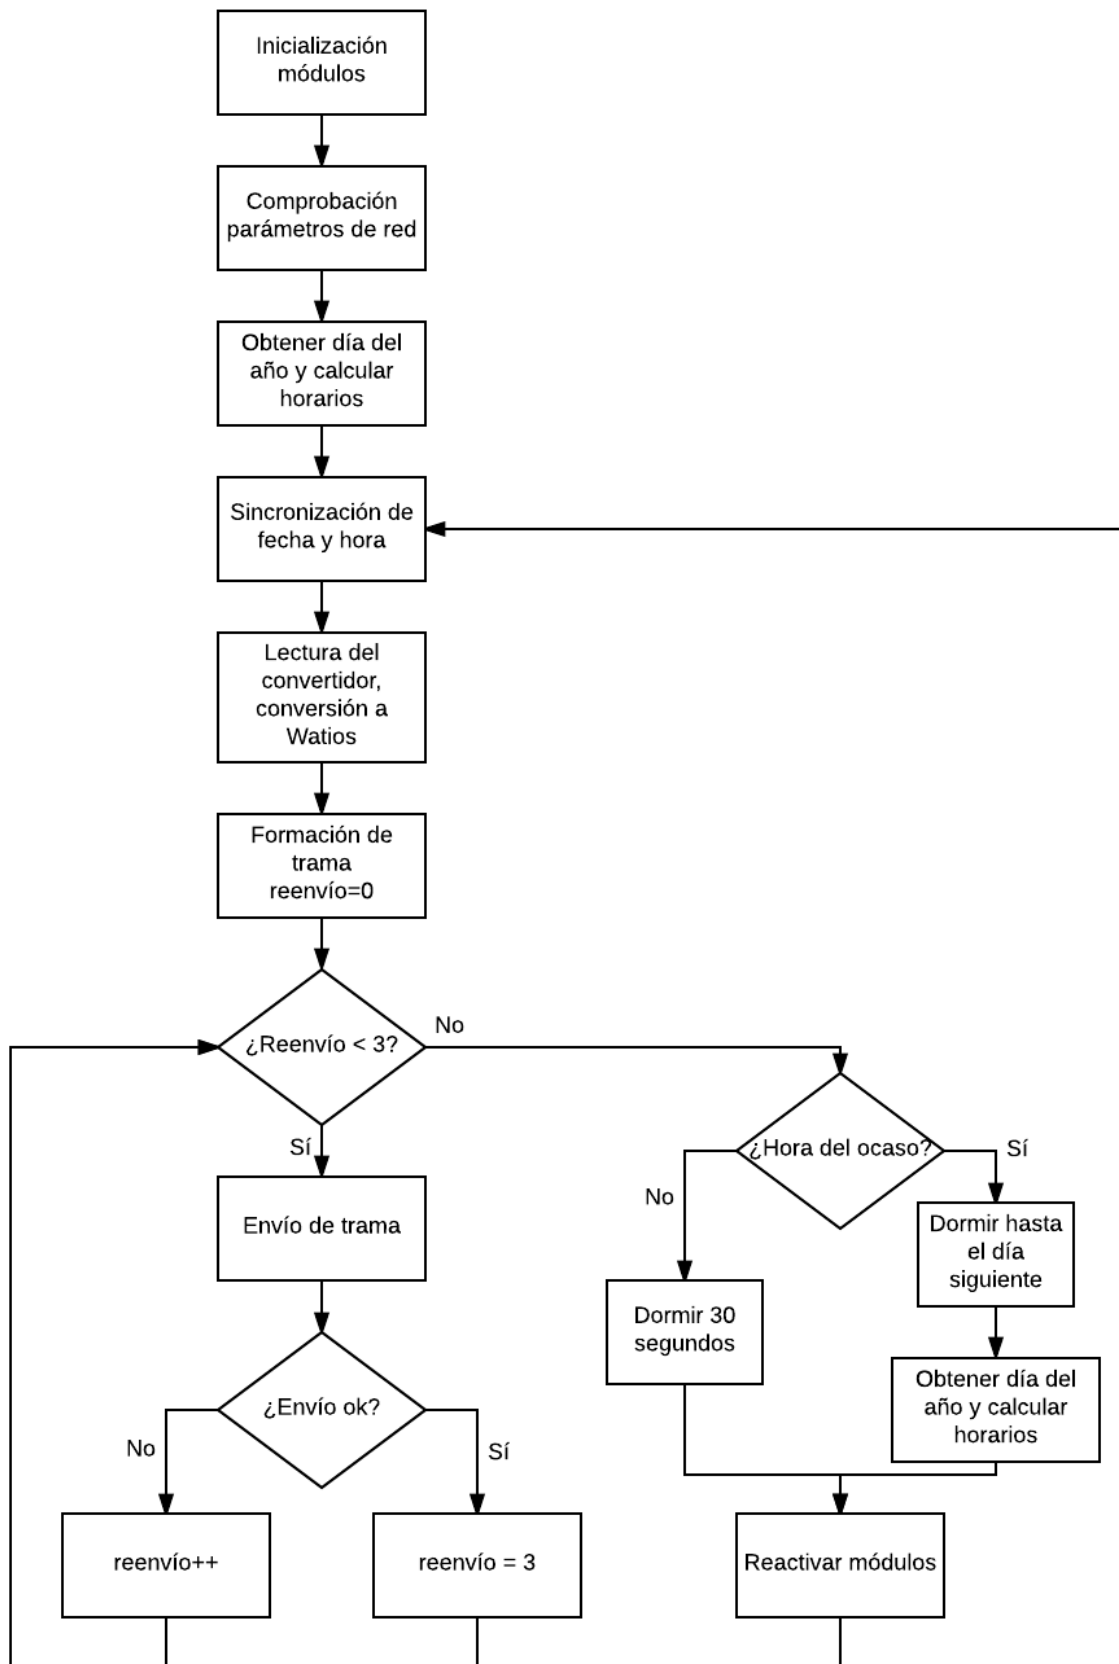 Inicialización
módulos
Comprobación
parámetros de red
Obtener día del
año y calcular
horarios
Sincronización de
fecha y hora
Lectura del
convertidor,
conversión a
Watios
Formación de
trama
reenvío=0
¿Reenvío < 3?
No
Sí
Envío de trama
¿Envío ok?
No
Sí
reenvío++
reenvío = 3
¿Hora del ocaso?
No
Sí
Dormir 30
segundos
Dormir hasta
el día
siguiente
Obtener día del
año y calcular
horarios
Reactivar módulos